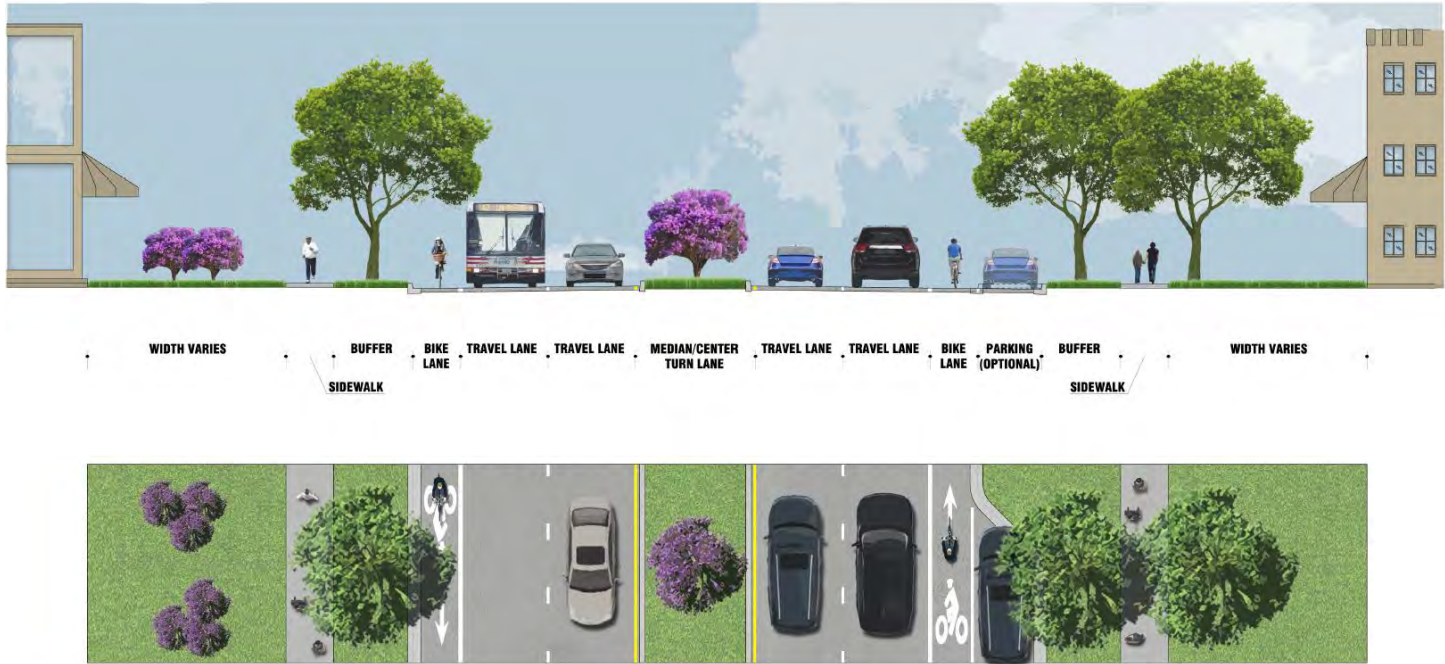 WIDTH VARIES
BUFFER
BIKE
LANE
TRAVEL LANE
TRAVEL LANE
MEDIAN/CENTER
TURN LANE
TRAVEL LANE
TRAVEL LANE
BIKE
LANE
PARKING
(OPTIONAL)
BUFFER
WIDTH VARIES
SIDEWALK
SIDEWALK